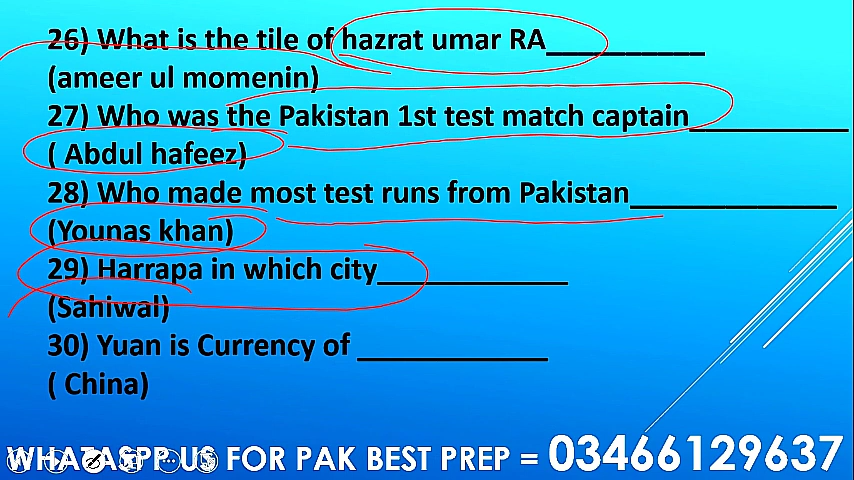 26) What is the tile of hazrat umar RA__________
(ameer ul momenin)
27) Who was the Pakistan 1st test match captain__________
( Abdul hafeez)
28) Who made most test runs from Pakistan_____________
(Younas khan)
29) Harrapa in which city____________
(Sahiwal)
30) Yuan is Currency of ____________
( China)
WHATASPP US FOR PAK BEST PREP = 03466129637